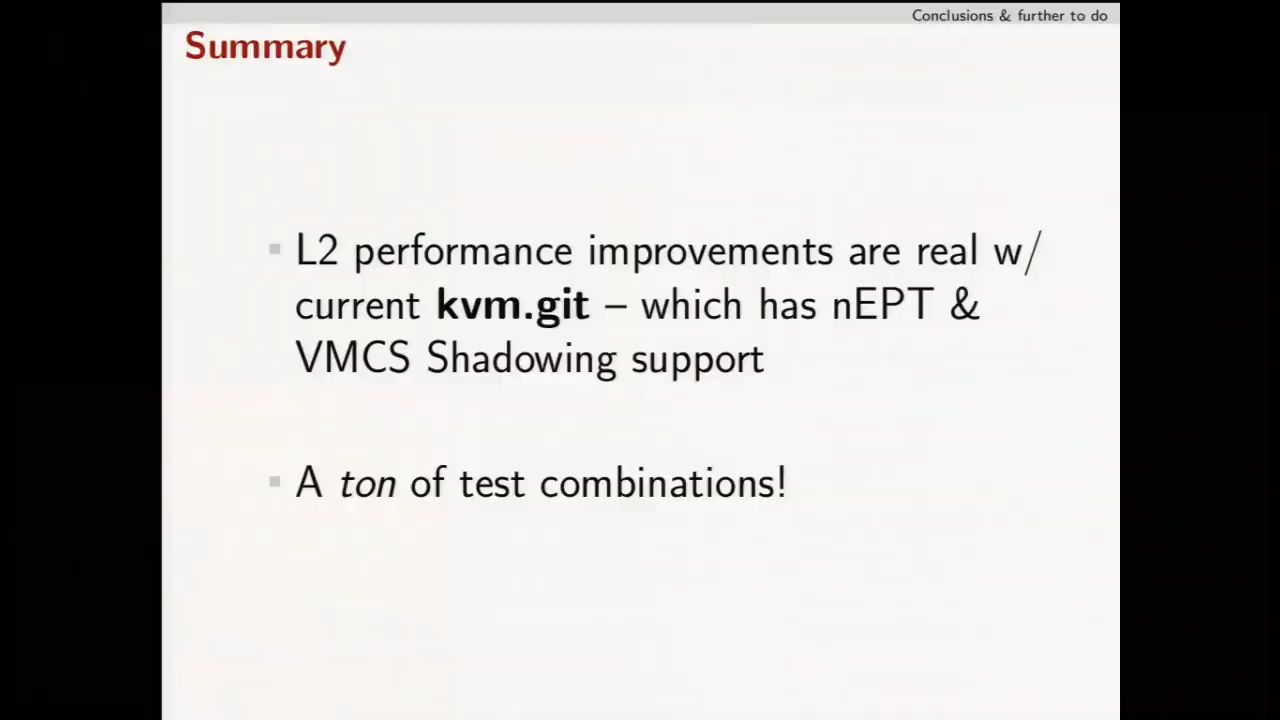 Conclusions & further to do
Summary
L2 performance improvements are real w/
current kvm.git – which has nEPT &
VMCS Shadowing support
A ton of test combinations!